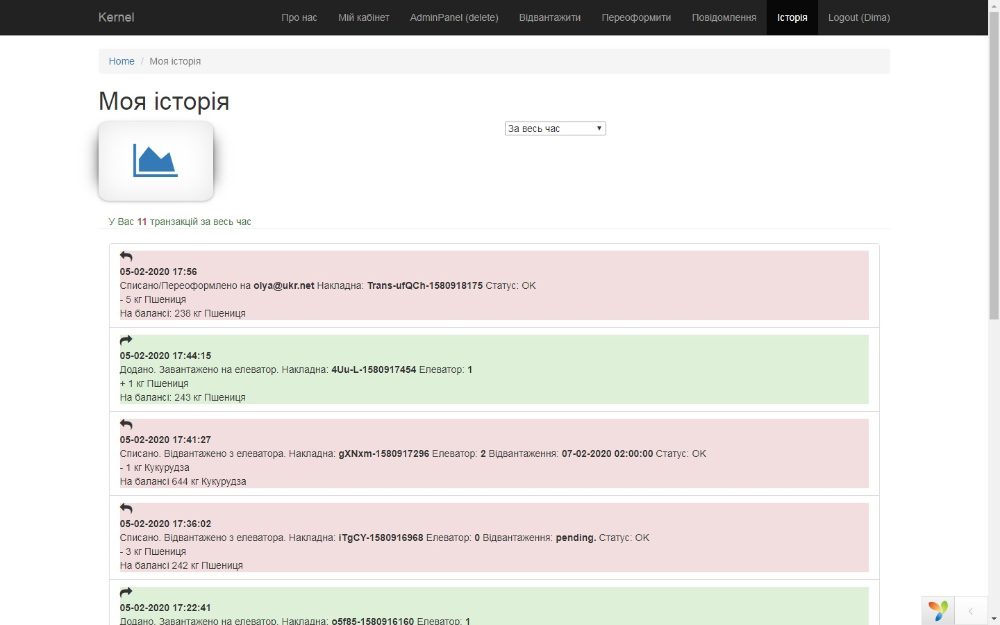 Kernel Про нас Мій кабінет AdminPanel (delete) Відвантажити Переоформити Повідомлення Історія Logout (Dima)
Home / Моя історія
Моя історія
За весь час
У Вас 11 транзакцій за весь час
05-02-2020 17:56
Списано/Переоформлено на olya@ukr.net Накладна: Trans-ufQCh-1580918175 Статус: OK
- 5 кг Пшениця
На балансі: 238 кг Пшениця
05-02-2020 17:44:15
Додано. Завантажено на елеватор. Накладна: 4Uu-L-1580917454 Елеватор: 1
+ 1 кг Пшениця
На балансі: 243 кг Пшениця
05-02-2020 17:41:27
Списано. Відвантажено з елеватора. Накладна: gXNxm-1580917296 Елеватор: 2 Відвантаження: 07-02-2020 02:00:00 Статус: OK
- 1 кг Кукурудза
На балансі 644 кг Кукурудза
05-02-2020 17:36:02
Списано. Відвантажено з елеватора. Накладна: iTgCY-1580916968 Елеватор: 0 Відвантаження: pending. Статус: OK
- 3 кг Пшениця
На балансі 242 кг Пшениця
05-02-2020 17:22:41
Додано. Завантажено на елеватор. Накладна: o5f85-1580916160 Елеватор: 1